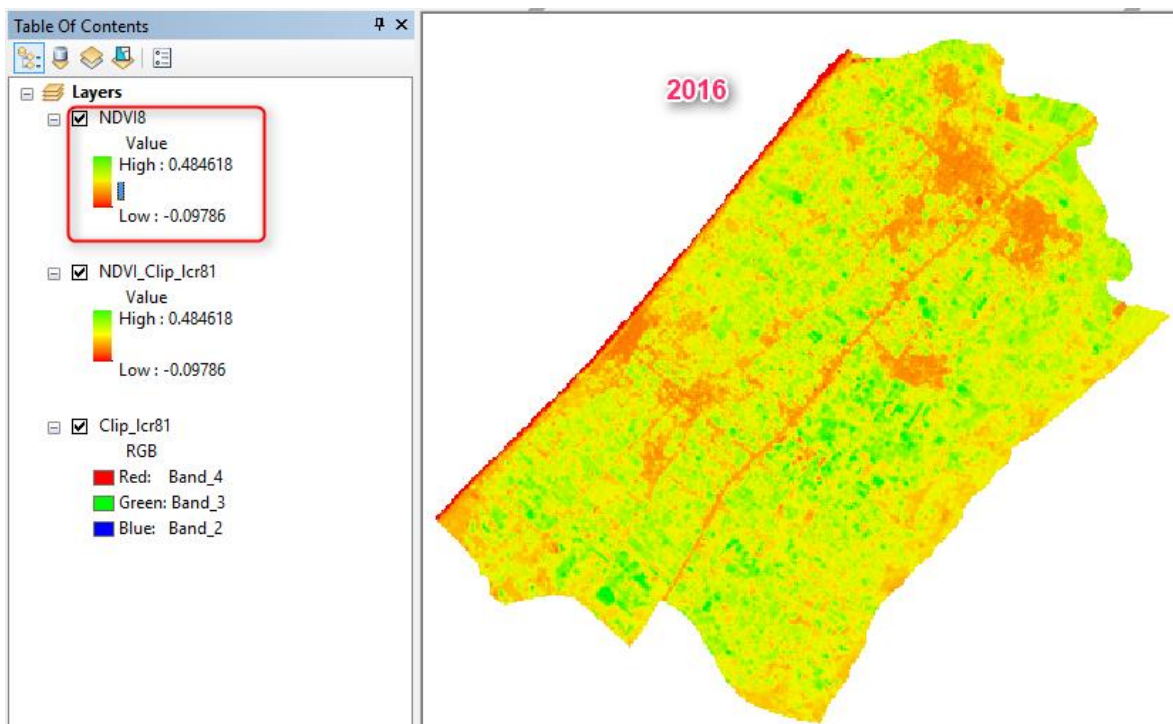 Table Of Contents
Layers
NDVI8
Value
High : 0.484618
Low : -0.09786
NDVI_Clip_lcr81
Value
High : 0.484618
Low : -0.09786
Clip_lcr81
RGB
Red: Band_4
Green: Band_3
Blue: Band_2
2016